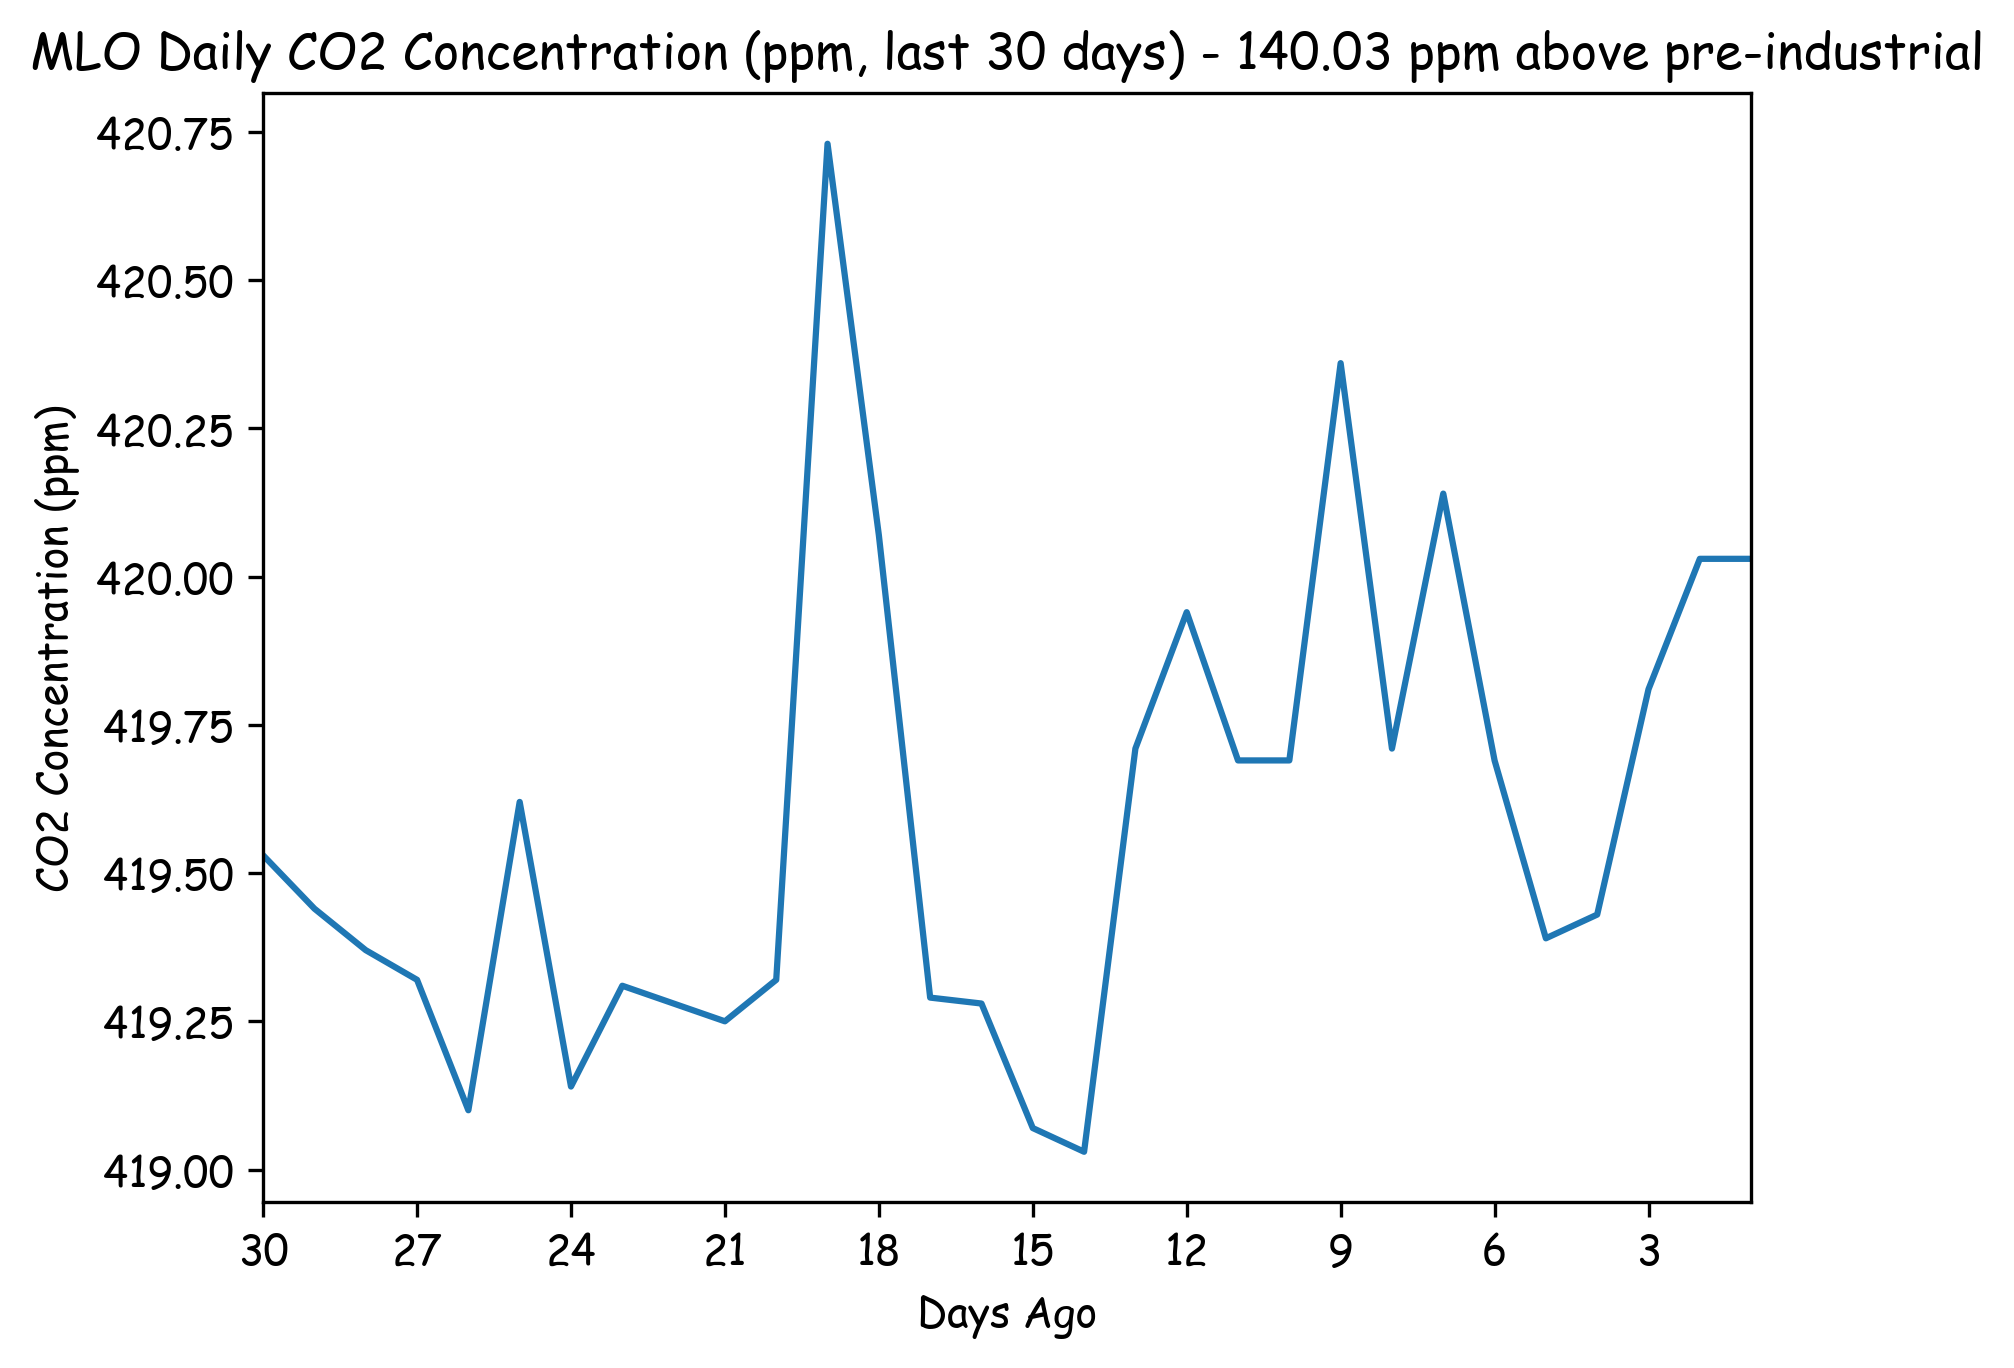 MLO Daily CO2 Concentration (ppm, last 30 days) - 140.03 ppm above pre-industrial
420.75
420.50
420.25
420.00
419.75
419.50
419.25
419.00
CO2 Concentration (ppm)
30 27 24 21 18 15 12 9 6 3
Days Ago